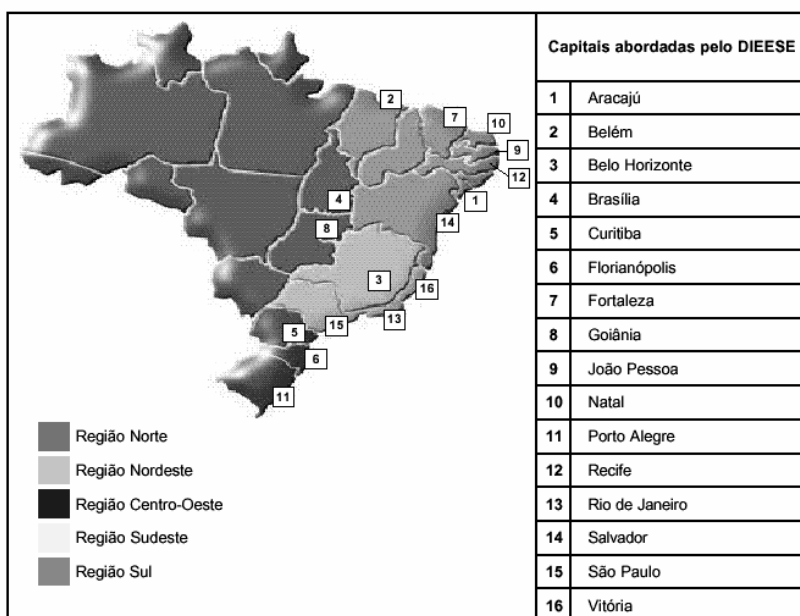 2
7
10
9
12
4
1
14
8
3
16
15
13
5
6
11
Região Norte
Região Nordeste
Região Centro-Oeste
Região Sudeste
Região Sul
Capitais abordadas pelo DIEESE
1 Aracajú
2 Belém
3 Belo Horizonte
4 Brasília
5 Curitiba
6 Florianópolis
7 Fortaleza
8 Goiânia
9 João Pessoa
10 Natal
11 Porto Alegre
12 Recife
13 Rio de Janeiro
14 Salvador
15 São Paulo
16 Vitória